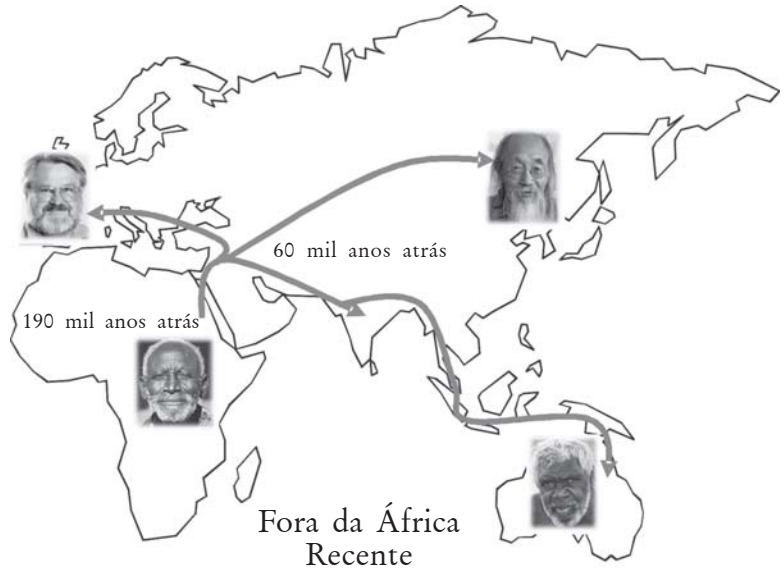 60 mil anos atrás
190 mil anos atrás
Fora da África
Recente